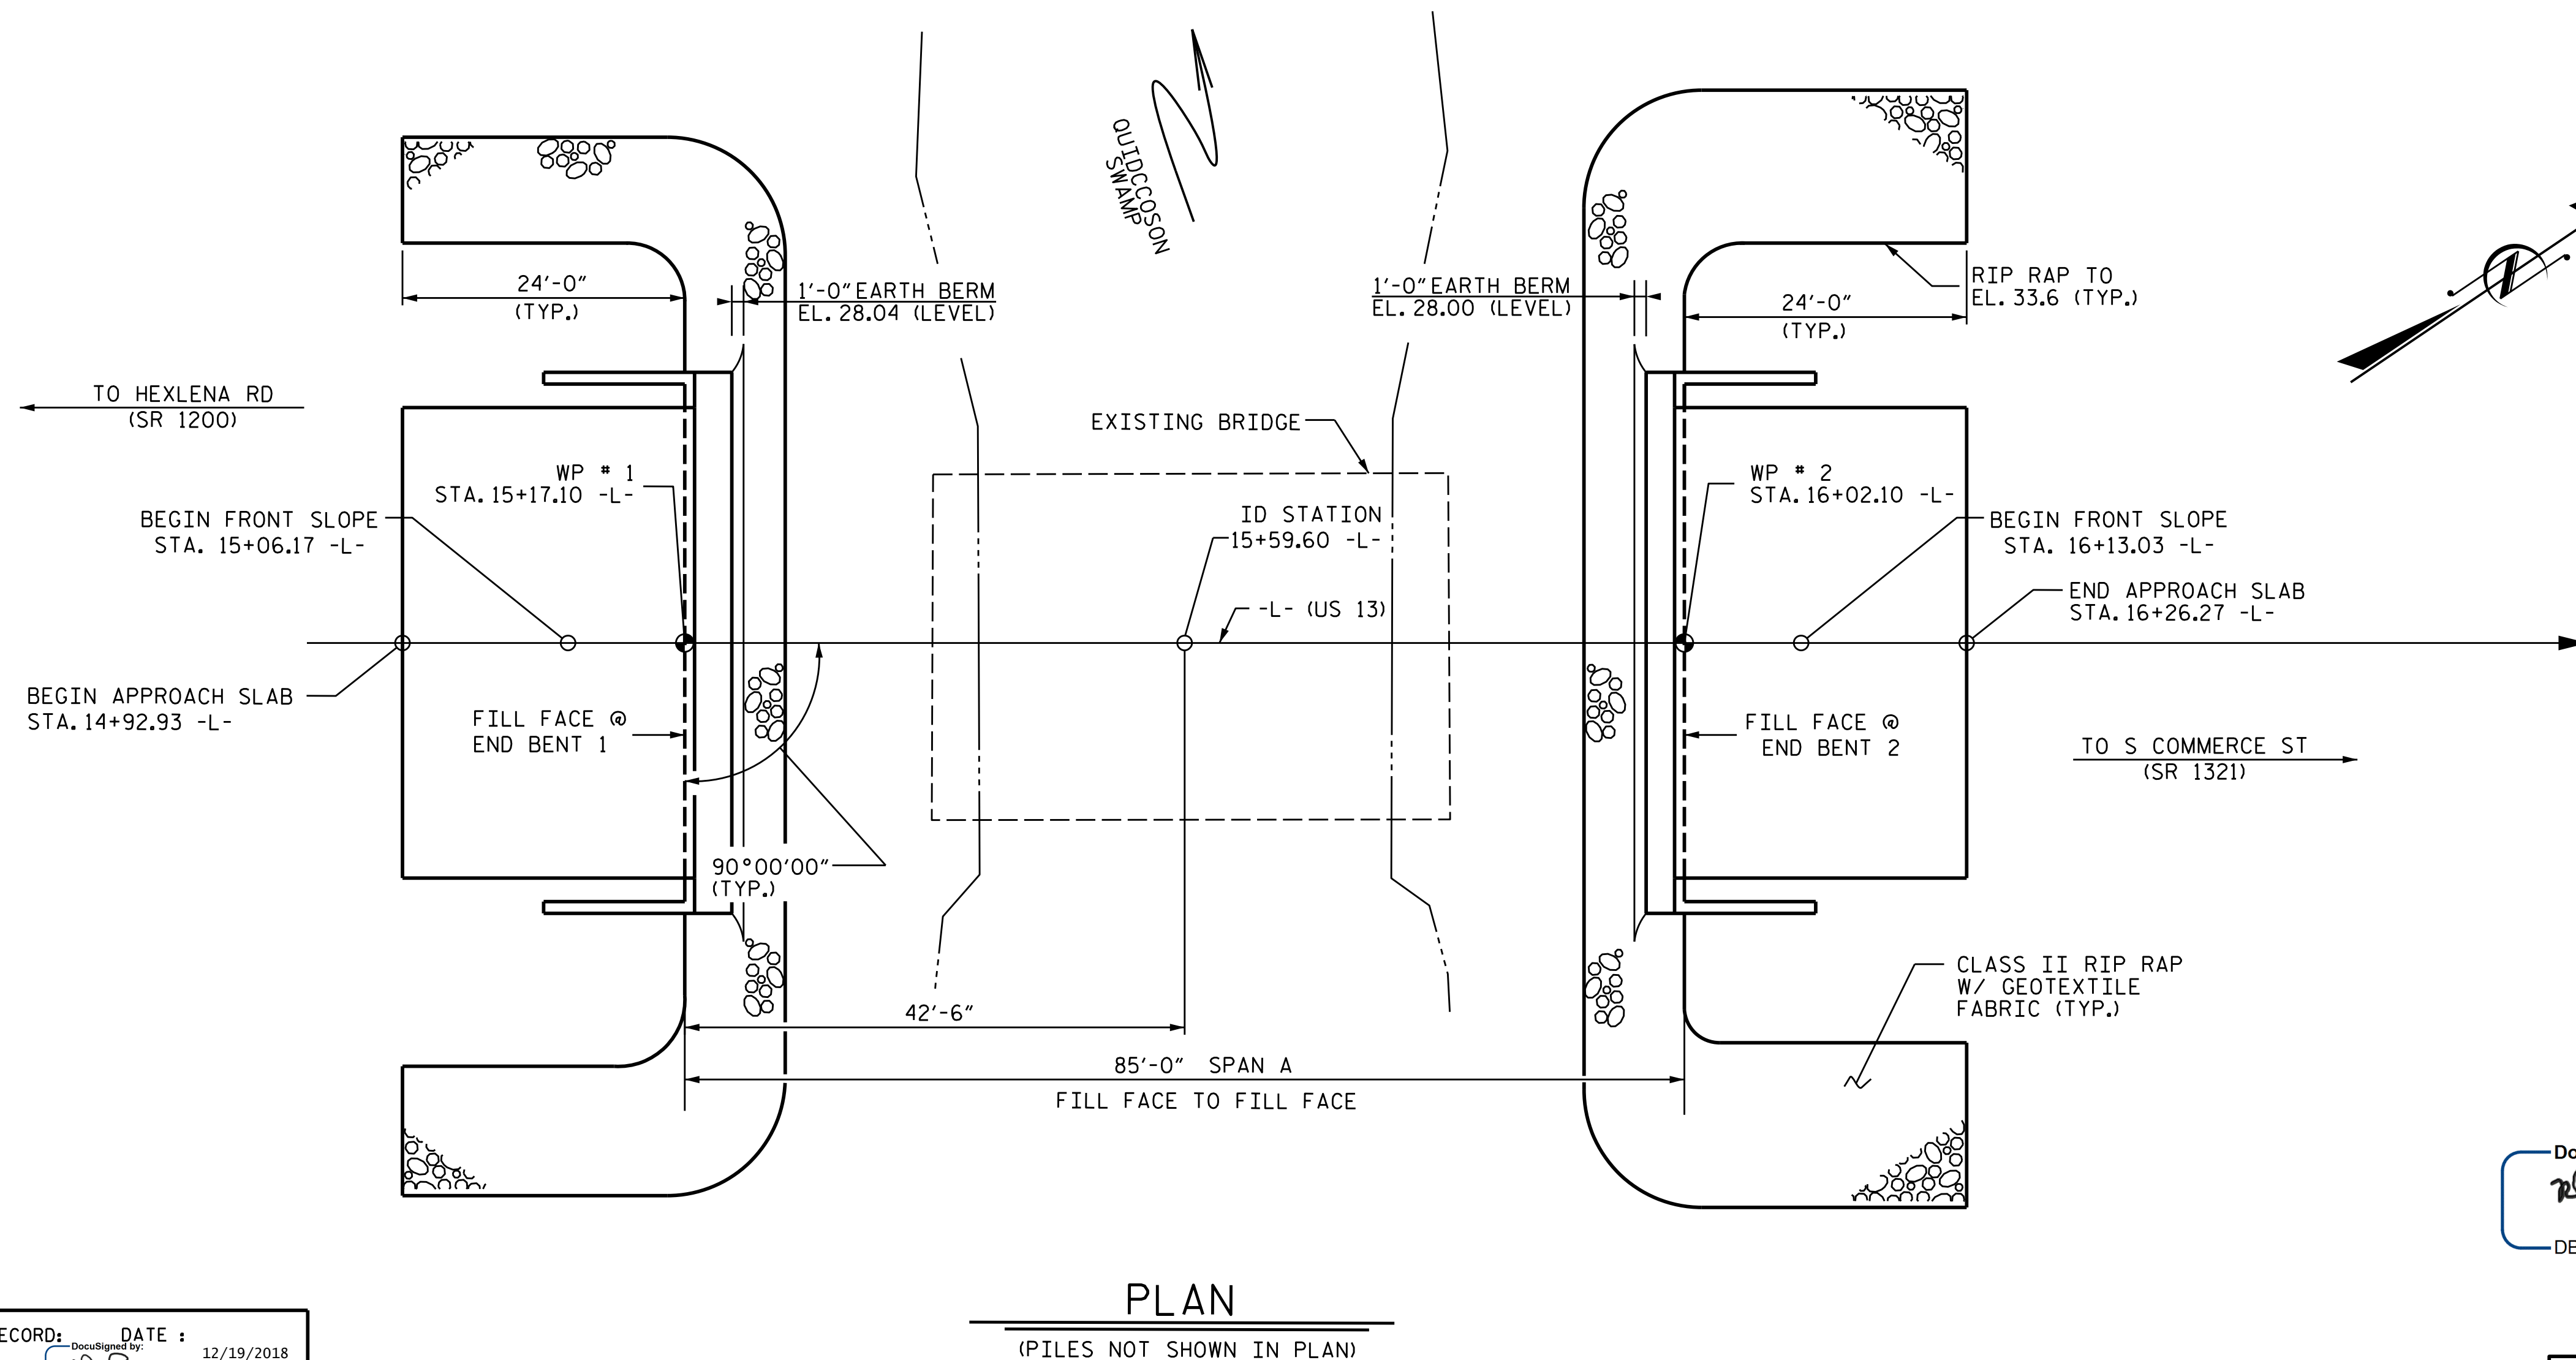 QUIDCCOSON
SWAMP
24'-0"
(TYP.)
1'-0" EARTH BERM
EL. 28.04 (LEVEL)
1'-0" EARTH BERM
EL. 28.00 (LEVEL)
24'-0"
(TYP.)
RIP RAP TO
EL. 33.6 (TYP.)
TO HEXLENA RD
(SR 1200)
EXISTING BRIDGE
WP # 1
STA. 15+17.10 -L-
WP # 2
STA. 16+02.10 -L-
BEGIN FRONT SLOPE
STA. 15+06.17 -L-
ID STATION
15+59.60 -L-
BEGIN FRONT SLOPE
STA. 16+13.03 -L-
-L- (US 13)
END APPROACH SLAB
STA. 16+26.27 -L-
BEGIN APPROACH SLAB
STA. 14+92.93 -L-
FILL FACE @
END BENT 1
FILL FACE @
END BENT 2
TO S COMMERCE ST
(SR 1321)
90°00'00"
(TYP.)
CLASS II RIP RAP
W/ GEOTEXTILE
FABRIC (TYP.)
42'-6"
85'-0" SPAN A
FILL FACE TO FILL FACE
PLAN
(PILES NOT SHOWN IN PLAN)
ECORD: DATE :
DocuSigned by:
12/19/2018